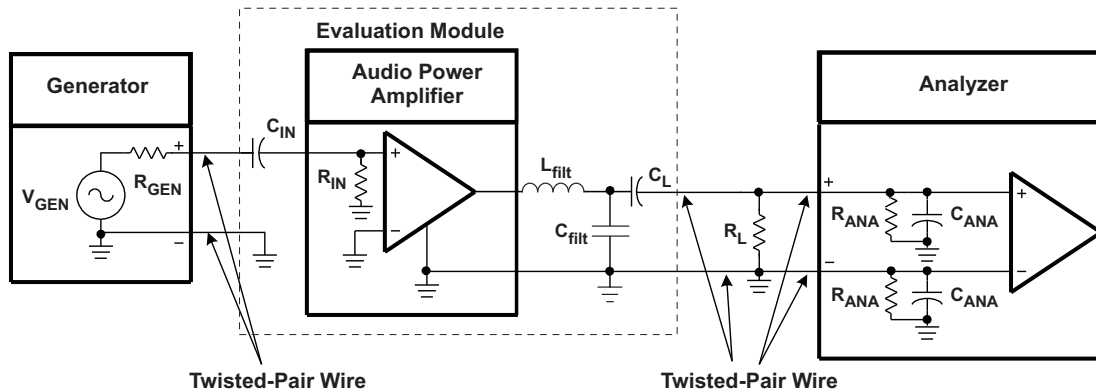 Evaluation Module
Generator
Audio Power
Amplifier
Analyzer
C_IN
+
R_GEN
V_GEN
−
R_IN
+
−
L_filt
C_L
C_filt
R_L
+
R_ANA
C_ANA
+
−
R_ANA
C_ANA
−
Twisted-Pair Wire
Twisted-Pair Wire